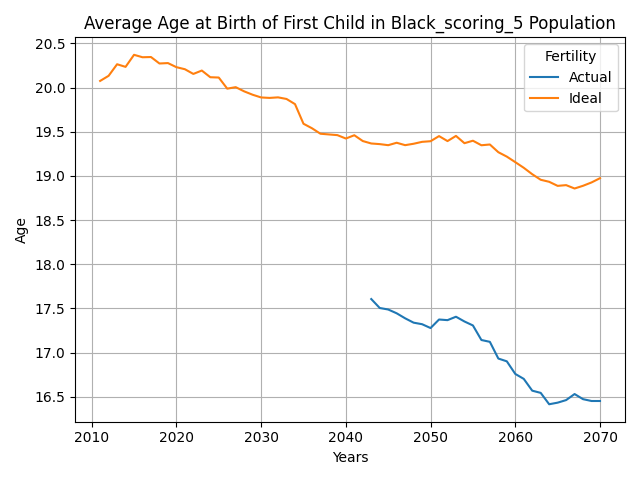 Average Age at Birth of First Child in Black_scoring_5 Population
Fertility
Actual
Ideal
Age
20.5
20.0
19.5
19.0
18.5
18.0
17.5
17.0
16.5
2010 2020 2030 2040 2050 2060 2070
Years